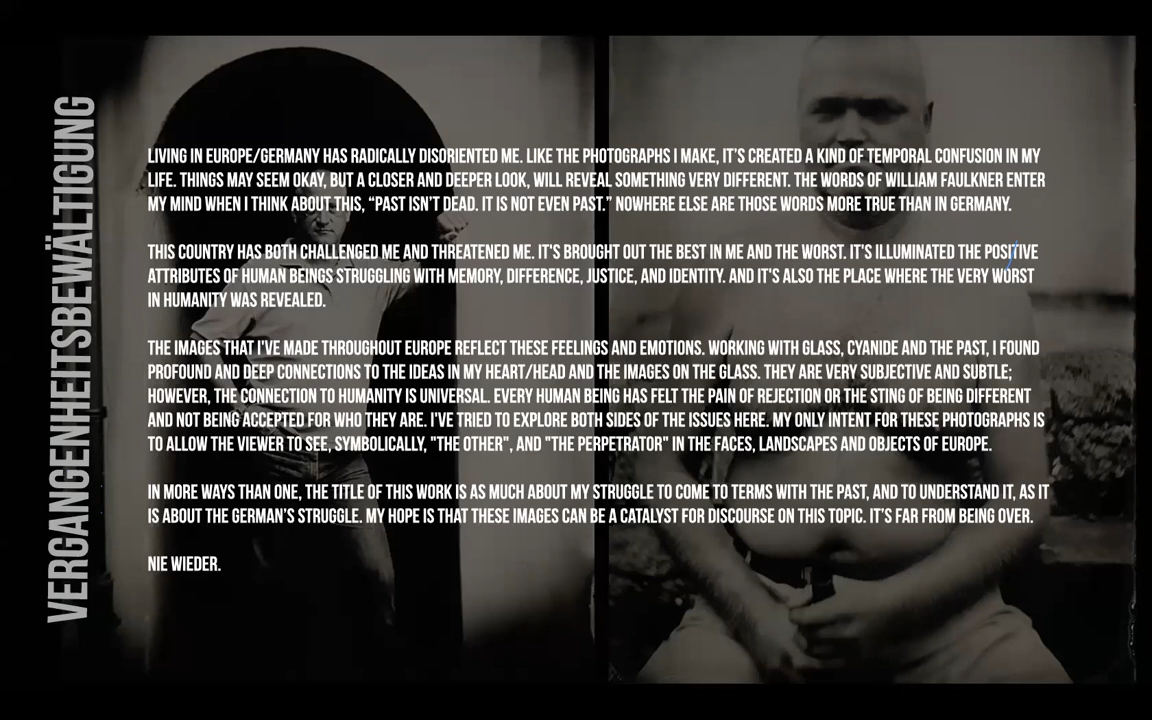 VERGANGENHEITSBEWÄLTIGUNG
LIVING IN EUROPE/GERMANY HAS RADICALLY DISORIENTED ME. LIKE THE PHOTOGRAPHS I MAKE, IT'S CREATED A KIND OF TEMPORAL CONFUSION IN MY
LIFE. THINGS MAY SEEM OKAY, BUT A CLOSER AND DEEPER LOOK, WILL REVEAL SOMETHING VERY DIFFERENT. THE WORDS OF WILLIAM FAULKNER ENTER
MY MIND WHEN I THINK ABOUT THIS, “PAST ISN'T DEAD. IT IS NOT EVEN PAST.” NOWHERE ELSE ARE THOSE WORDS MORE TRUE THAN IN GERMANY.
THIS COUNTRY HAS BOTH CHALLENGED ME AND THREATENED ME. IT'S BROUGHT OUT THE BEST IN ME AND THE WORST. IT'S ILLUMINATED THE POSITIVE
ATTRIBUTES OF HUMAN BEINGS STRUGGLING WITH MEMORY, DIFFERENCE, JUSTICE, AND IDENTITY. AND IT'S ALSO THE PLACE WHERE THE VERY WORST
IN HUMANITY WAS REVEALED.
THE IMAGES THAT I'VE MADE THROUGHOUT EUROPE REFLECT THESE FEELINGS AND EMOTIONS. WORKING WITH GLASS, CYANIDE AND THE PAST, I FOUND
PROFOUND AND DEEP CONNECTIONS TO THE IDEAS IN MY HEART/HEAD AND THE IMAGES ON THE GLASS. THEY ARE VERY SUBJECTIVE AND SUBTLE;
HOWEVER, THE CONNECTION TO HUMANITY IS UNIVERSAL. EVERY HUMAN BEING HAS FELT THE PAIN OF REJECTION OR THE STING OF BEING DIFFERENT
AND NOT BEING ACCEPTED FOR WHO THEY ARE. I'VE TRIED TO EXPLORE BOTH SIDES OF THE ISSUES HERE. MY ONLY INTENT FOR THESE PHOTOGRAPHS IS
TO ALLOW THE VIEWER TO SEE, SYMBOLICALLY, "THE OTHER", AND "THE PERPETRATOR" IN THE FACES, LANDSCAPES AND OBJECTS OF EUROPE.
IN MORE WAYS THAN ONE, THE TITLE OF THIS WORK IS AS MUCH ABOUT MY STRUGGLE TO COME TO TERMS WITH THE PAST, AND TO UNDERSTAND IT, AS IT
IS ABOUT THE GERMAN'S STRUGGLE. MY HOPE IS THAT THESE IMAGES CAN BE A CATALYST FOR DISCOURSE ON THIS TOPIC. IT'S FAR FROM BEING OVER.
NIE WIEDER.